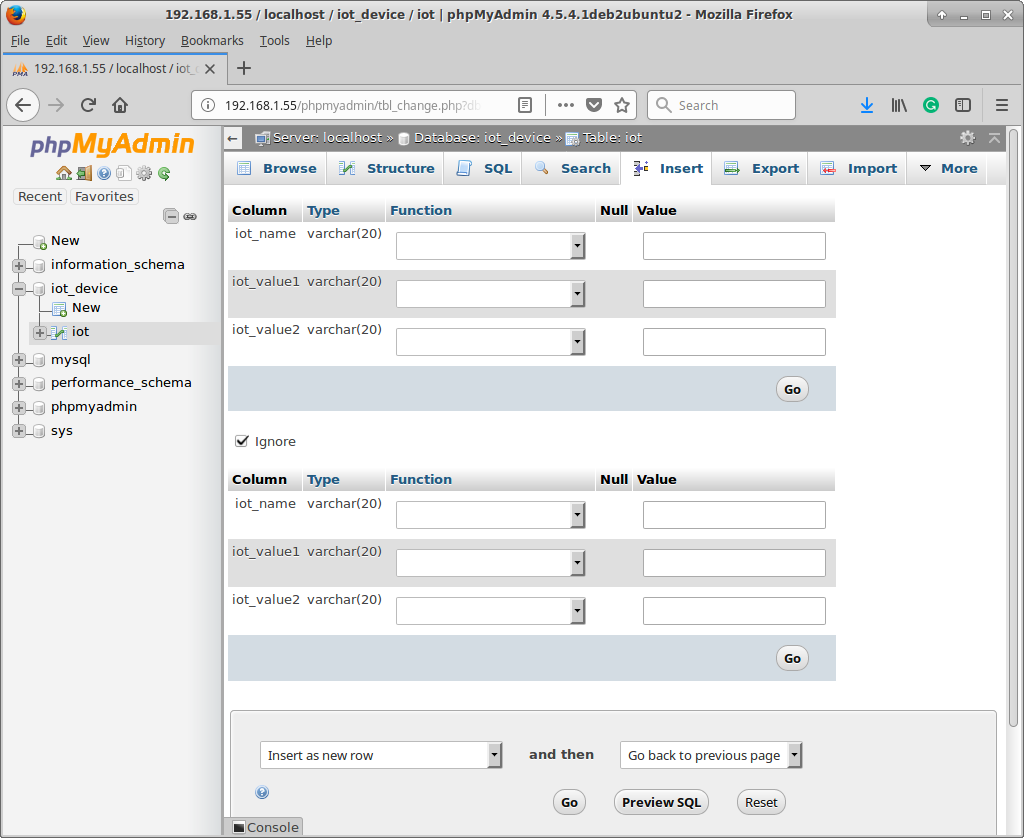 192.168.1.55 / localhost / iot_device / iot | phpMyAdmin 4.5.4.1deb2ubuntu2 - Mozilla Firefox
File Edit View History Bookmarks Tools Help
PMA 192.168.1.55 / localhost / iot_
192.168.1.55/phpmyadmin/tbl_change.php?db
Search
phpMyAdmin
Recent Favorites
New
information_schema
iot_device
New
iot
mysql
performance_schema
phpmyadmin
sys
Server: localhost » Database: iot_device » Table: iot
Browse Structure SQL Search Insert Export Import More
Column Type Function Null Value
iot_name varchar(20)
iot_value1 varchar(20)
iot_value2 varchar(20)
Go
Ignore
Column Type Function Null Value
iot_name varchar(20)
iot_value1 varchar(20)
iot_value2 varchar(20)
Go
Insert as new row and then Go back to previous page
Go Preview SQL Reset
Console